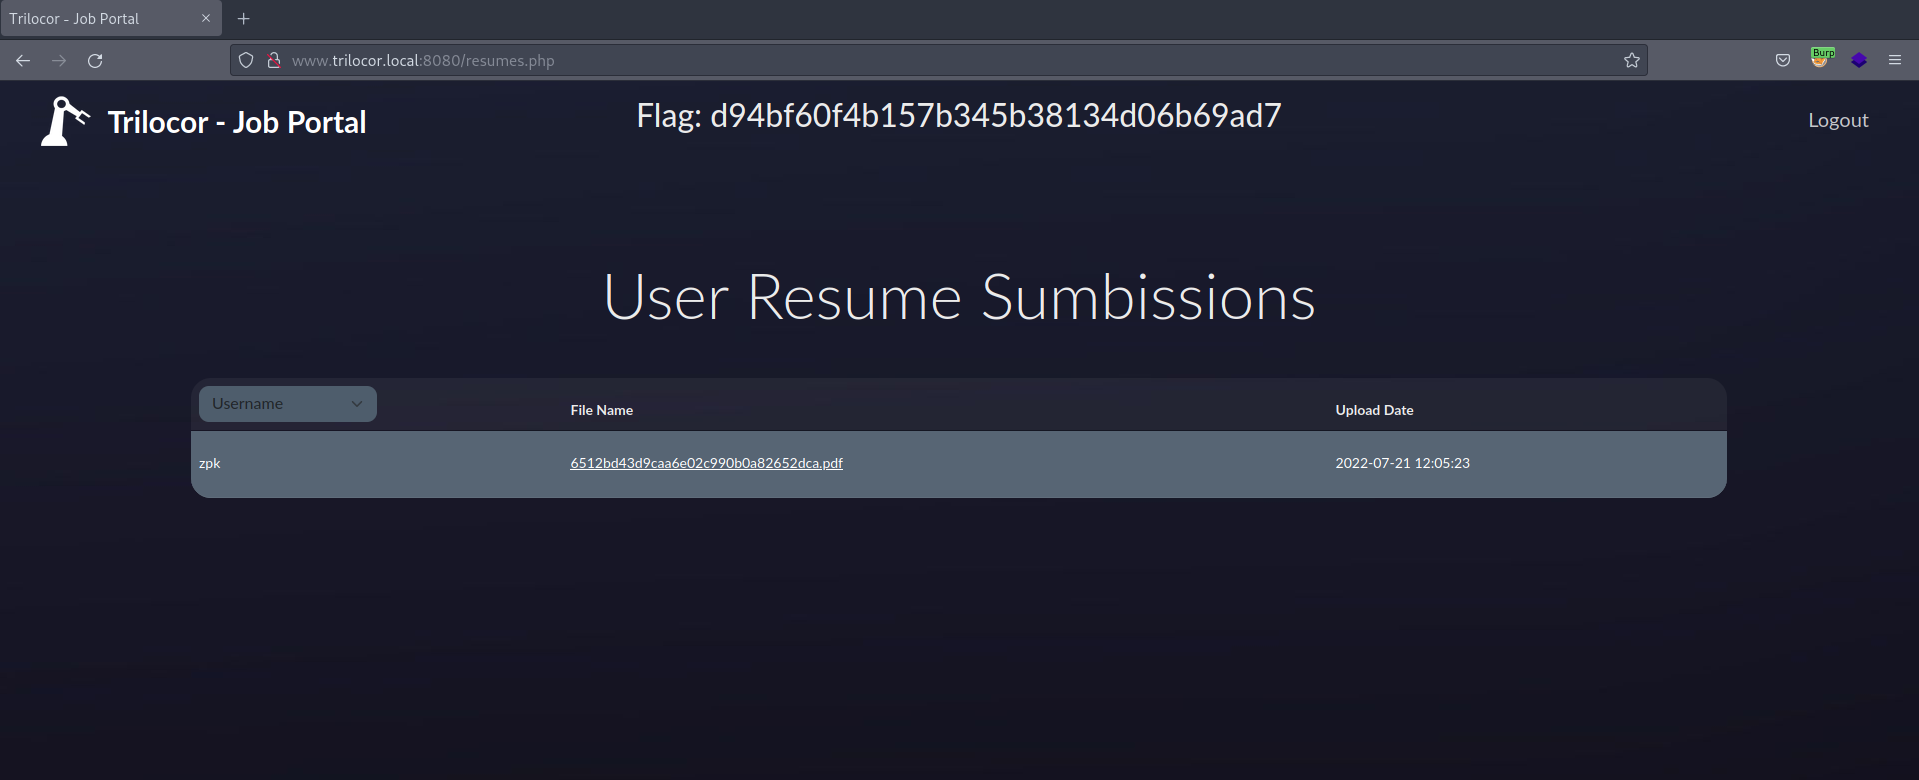 Trilocor - Job Portal
www.trilocor.local:8080/resumes.php
Burp
Trilocor - Job Portal
Flag: d94bf60f4b157b345b38134d06b69ad7
Logout
User Resume Sumbissions
Username
File Name
Upload Date
zpk
6512bd43d9caa6e02c990b0a82652dca.pdf
2022-07-21 12:05:23